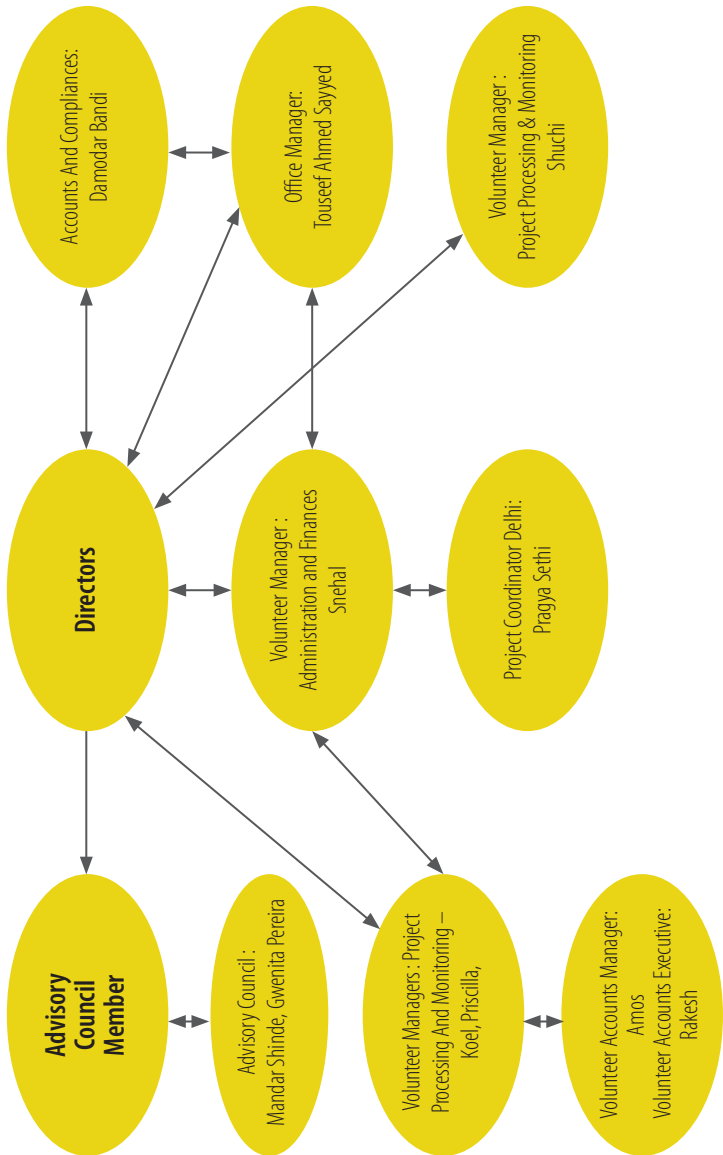 Advisory
Council
Member
Directors
Accounts And Compliances:
Damodar Bandi
Advisory Council :
Mandar Shinde, Gwenita Pereira
Volunteer Manager :
Administration and Finances
Snehal
Office Manager:
Touseef Ahmed Sayyed
Volunteer Managers : Project
Processing And Monitoring –
Koel, Priscilla,
Project Coordinator Delhi:
Pragya Sethi
Volunteer Manager :
Project Processing & Monitoring
Shuchi
Volunteer Accounts Manager:
Amos
Volunteer Accounts Executive:
Rakesh